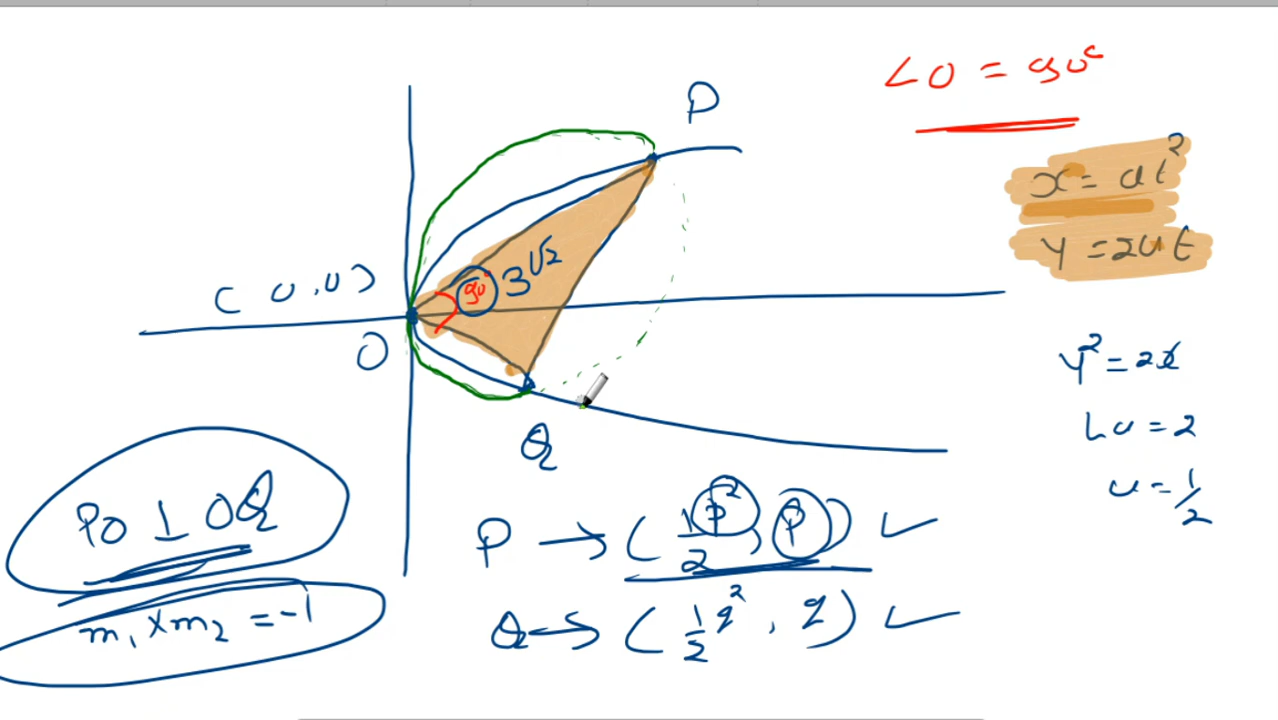 P
∠O = 90°
x = at²
y = 2at
(0,0)
90°
3√2
O
y² = 2x
4a = 2
a = 1/2
Q
PO ⊥ OQ
m₁ × m₂ = -1
P → (1/2 p², p) ✓
Q → (1/2 q², q) ✓